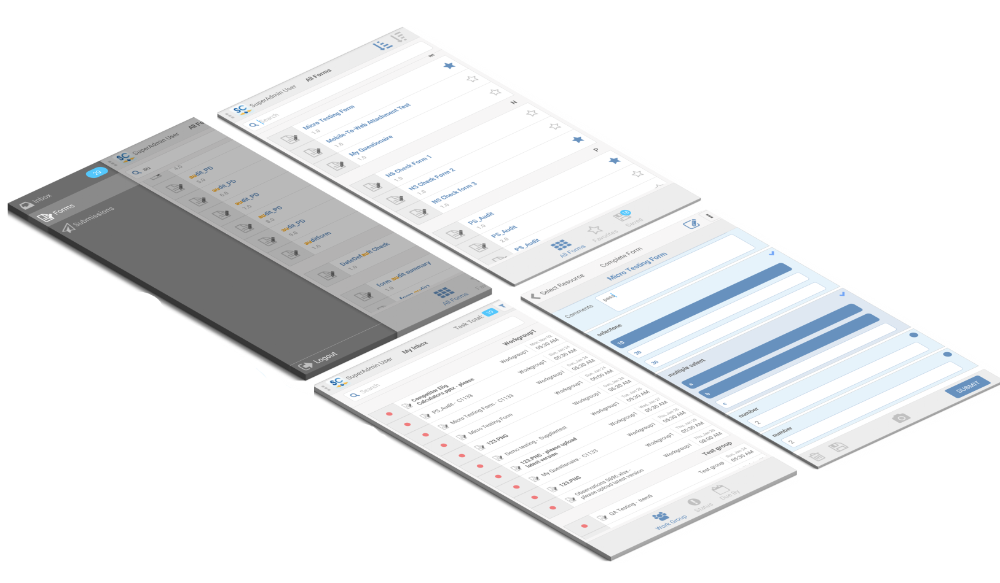 SC SuperAdmin User
All Forms
Search
m
Micro Testing Form
1.0
Mobile-To-Web Attachment Test
1.0
My Questionaire
1.0
N
NS Check Form 1
1.0
NS Check Form 2
1.0
NS Check form 3
1.0
P
PS_Audit
1.0
PS_Audit
2.0
PS_Audit
All Forms
Favorites
18
Saved
Inbox
29
Forms
Submissions
Logout
SC SuperAdmin User
All Fo
au
4.0
audit_PD
5.0
audit_PD
6.0
audit_PD
7.0
audit_PD
8.0
audit_PD
9.0
auditform
1.0
DateDefault Check
1.0
form audit summary
1.0
form audit1
All Forms
Fav
SC SuperAdmin User
My Inbox
Task Total: 29
Search
Workgroup1
Competitor Elig
Calculators.pptx - please
Workgroup1
Mon, Nov 02
05:30 AM
PS_Audit - C1133
Workgroup1
Sun, Jan 24
05:30 AM
Micro Testing Form - C1133
Workgroup1
Sun, Jan 24
05:30 AM
Micro Testing Form
Workgroup1
Sun, Jan 24
06:00 AM
123.PNG
Workgroup1
Sun, Jan 24
06:30 AM
Demo testing - Suppliertest
Workgroup1
Tue, Jan 26
05:30 AM
123.PNG - please upload
latest version
Workgroup1
Wed, Jan 27
05:30 AM
My Questionaire - C1133
Workgroup1
Thu, Jan 28
05:30 AM
123.PNG
Workgroup1
Thu, Jan 28
05:30 AM
Observations 5696.xlsx -
please upload latest version
Workgroup1
Thu, Jan 28
08:00 AM
Test group
QA Testing - Item5
Test group
Sun, Jan 24
05:30 AM
Work Group
Status
Due By
Select Resource
Complete Form
Micro Testing Form
Comments
pass
selectone
10
20
30
multiple select
a
b
c
number
2
number
2
SUBMIT